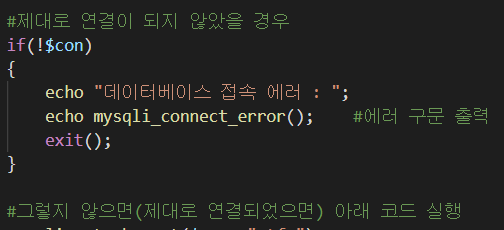 #제대로 연결이 되지 않았을 경우
if(!$con)
{
    echo "데이터베이스 접속 에러 : ";
    echo mysqli_connect_error();    #에러 구문 출력
    exit();
}
#그렇지 않으면(제대로 연결되었으면) 아래 코드 실행